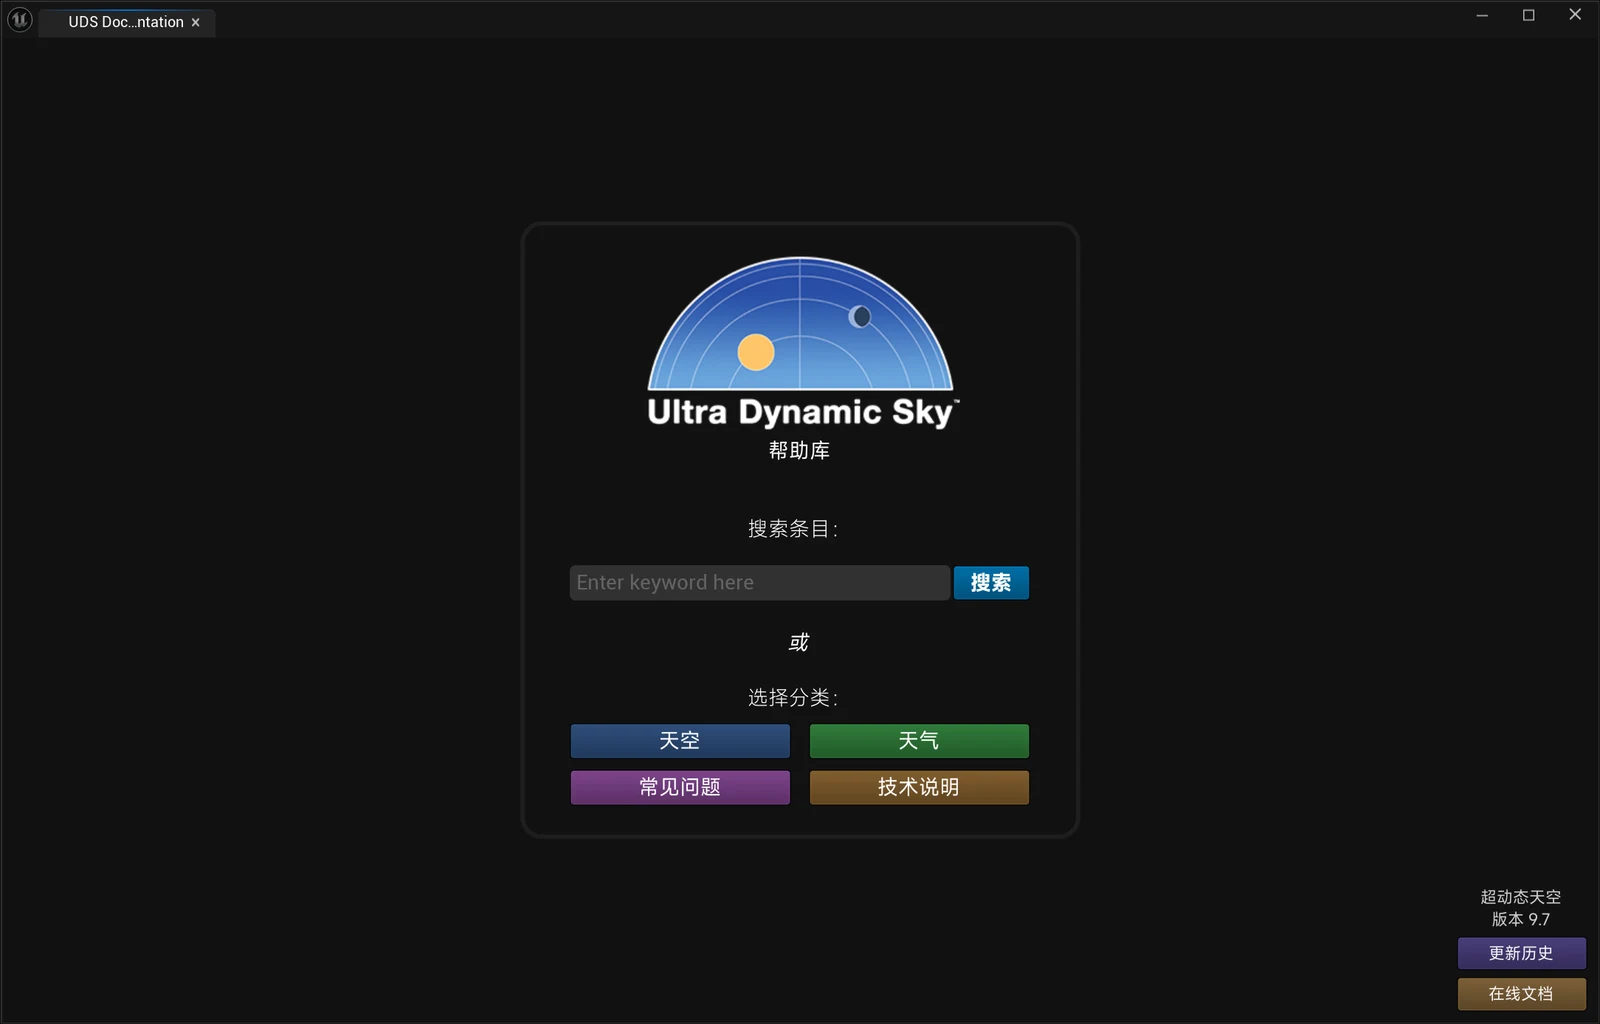 UDS Doc...ntation
Ultra Dynamic Sky™
帮助库
搜索条目：
Enter keyword here
搜索
或
选择分类：
天空
天气
常见问题
技术说明
超动态天空
版本 9.7
更新历史
在线文档